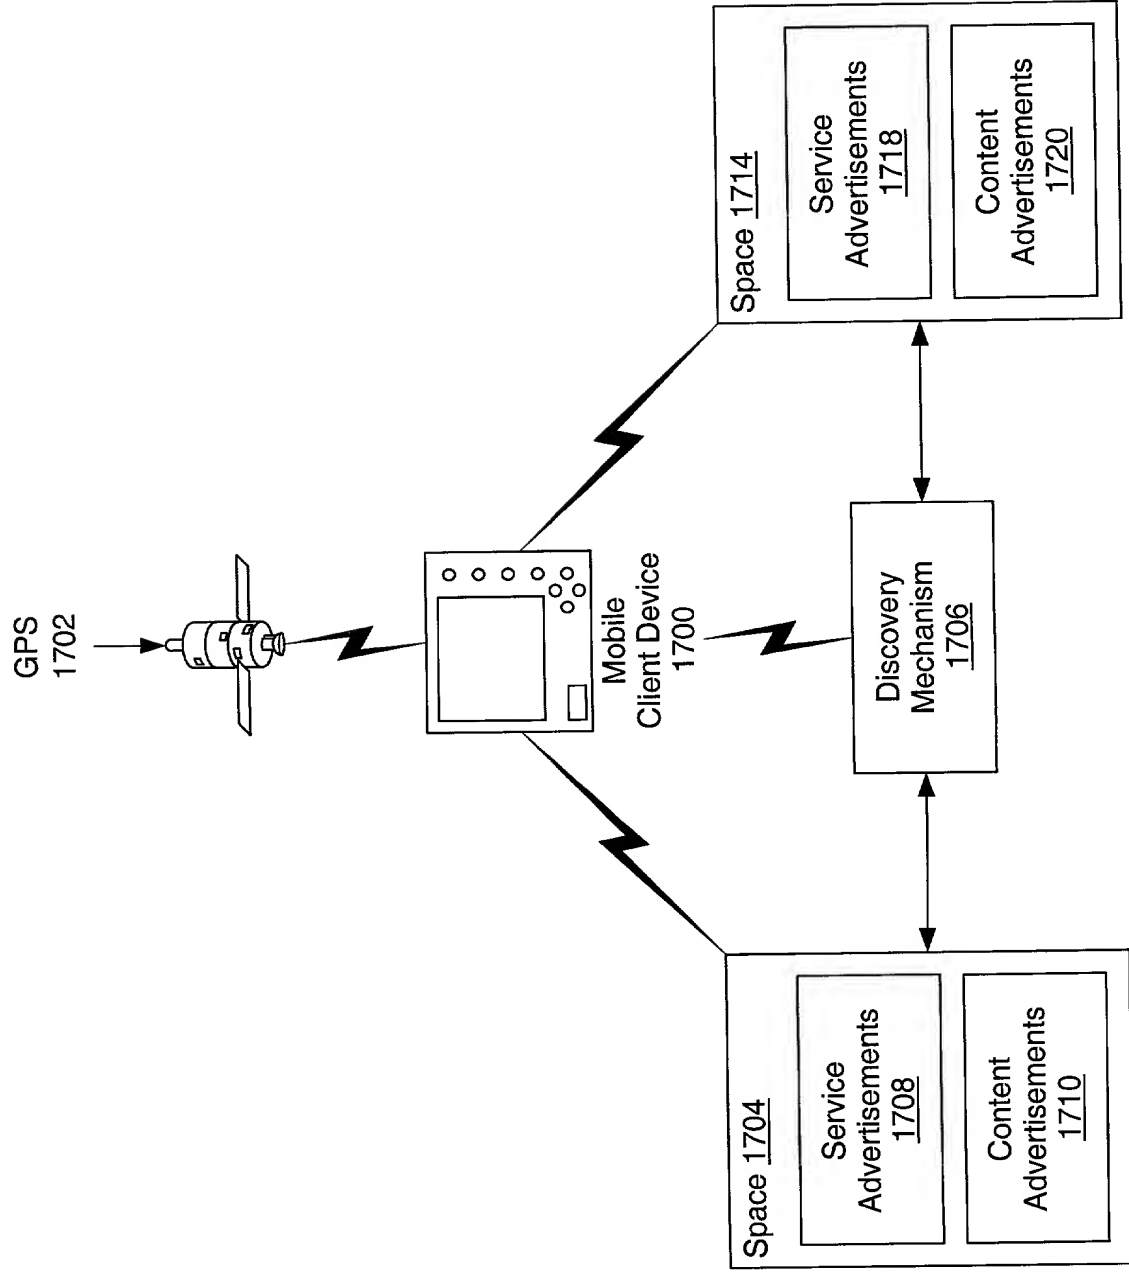 GPS
1702
Mobile
Client Device
1700
Discovery
Mechanism
1706
Space 1704
Service
Advertisements
1708
Content
Advertisements
1710
Space 1714
Service
Advertisements
1718
Content
Advertisements
1720